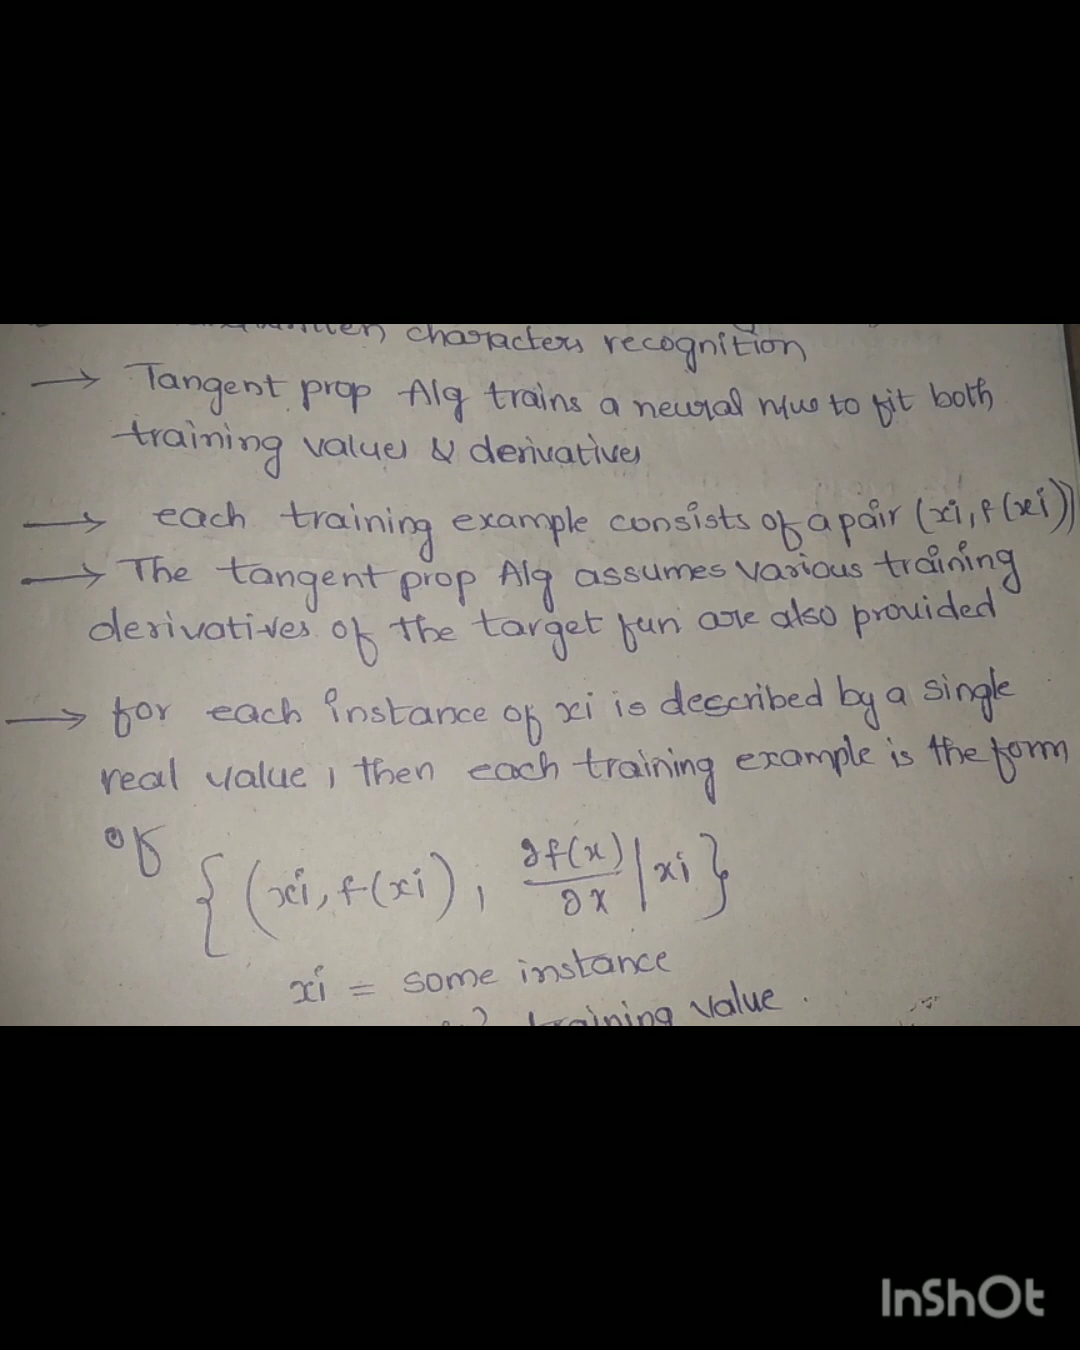 characters recognition
→ Tangent prop Alg trains a neural n/w to fit both
training values & derivatives
→ each training example consists of a pair (xi, f(xi))
→ The tangent prop Alg assumes various training
derivatives of the target fun are also provided
→ for each instance of xi is described by a single
real value, then each training example is the form
of { (xi, f(xi)), ∂f(x)/∂x | xi }
xi = some instance
training value.
InShOt